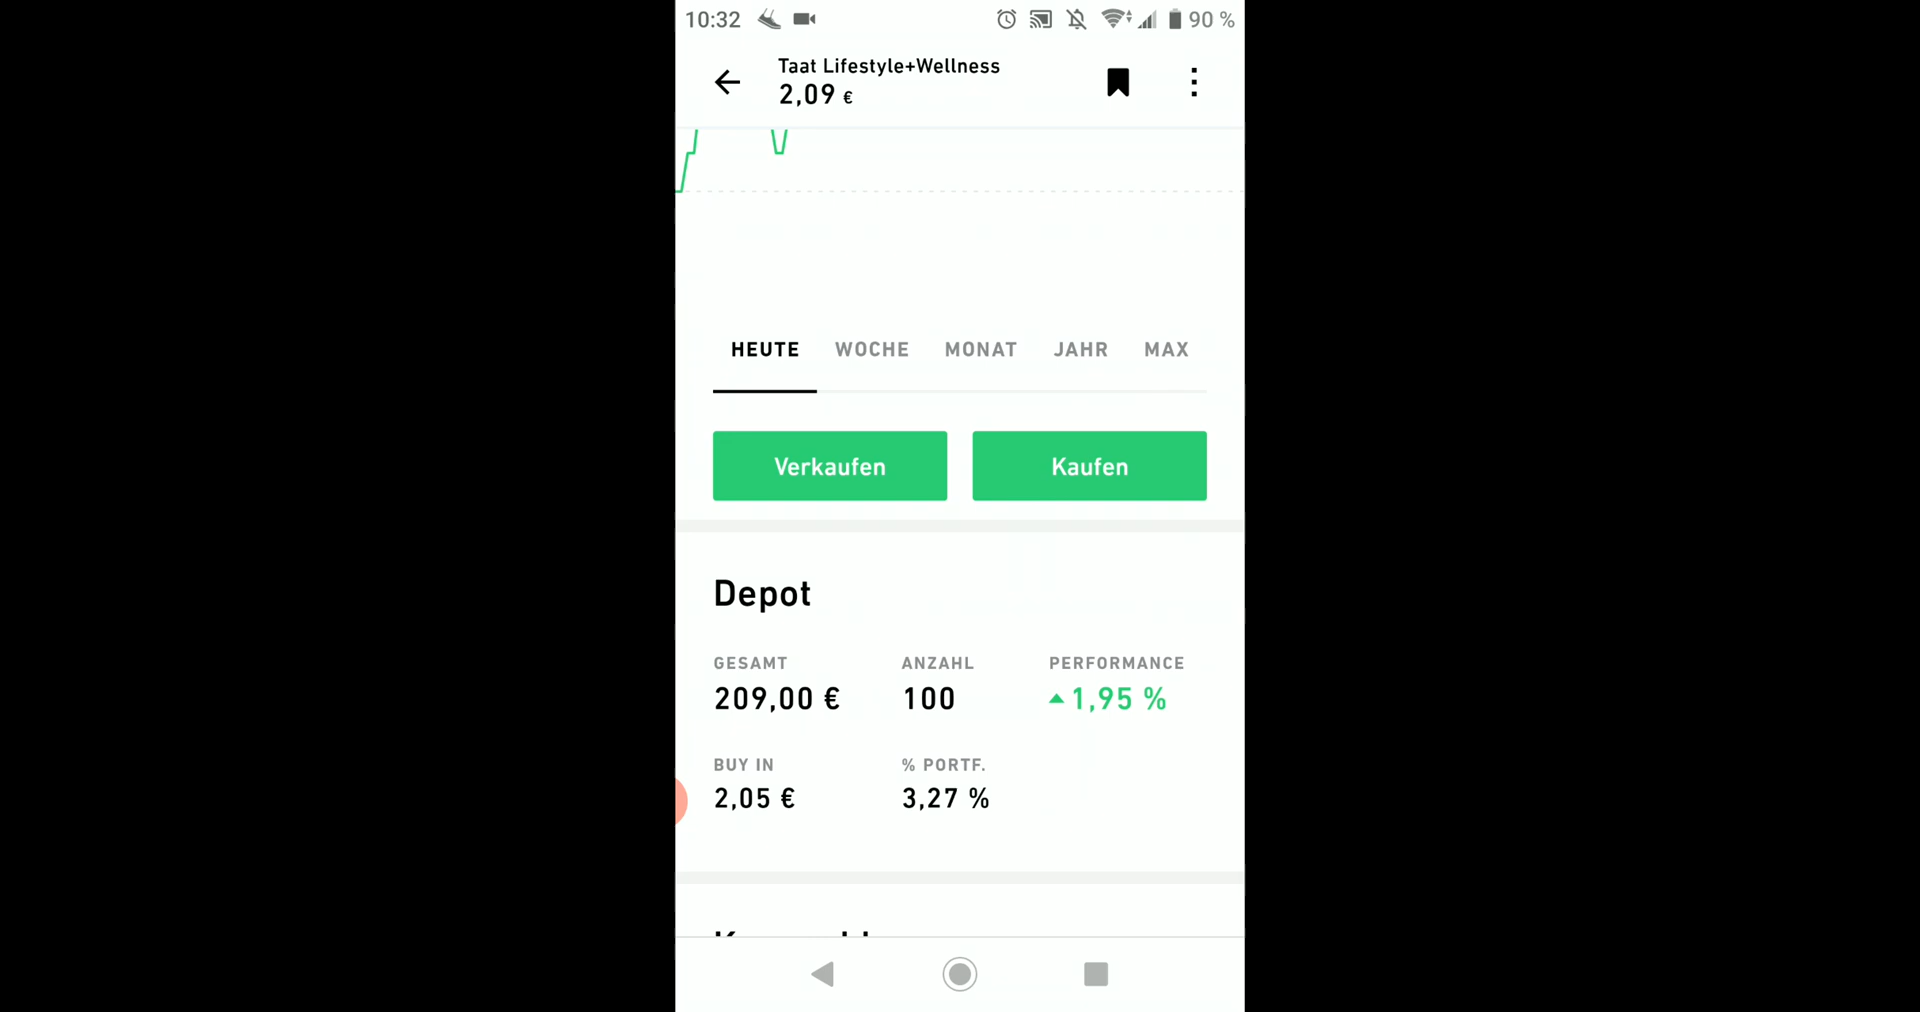 10:32 90 %
Taat Lifestyle+Wellness
2,09 €
HEUTE WOCHE MONAT JAHR MAX
Verkaufen Kaufen
Depot
GESAMT ANZAHL PERFORMANCE
209,00 € 100 1,95 %
BUY IN % PORTF.
2,05 € 3,27 %